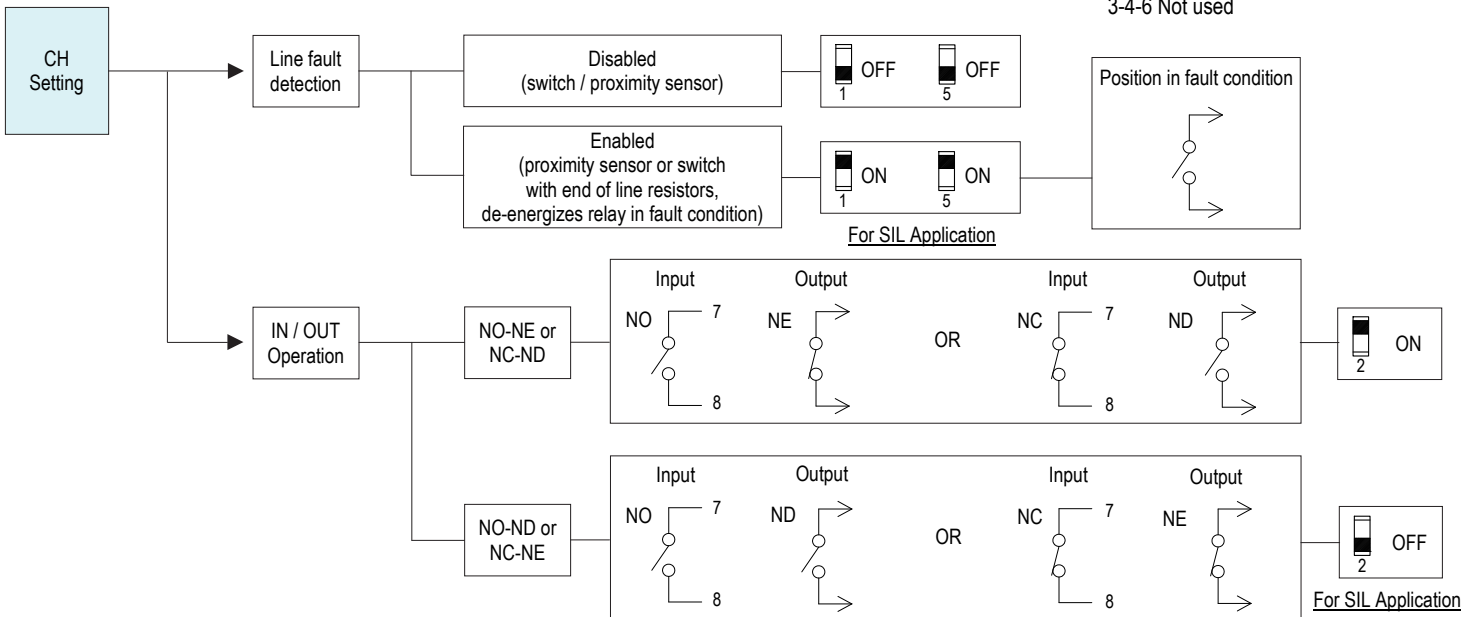 3-4-6 Not used
CH
Setting
Line fault
detection
Disabled
(switch / proximity sensor)
OFF
1
OFF
5
Enabled
(proximity sensor or switch
with end of line resistors,
de-energizes relay in fault condition)
ON
1
ON
5
For SIL Application
Position in fault condition
IN / OUT
Operation
NO-NE or
NC-ND
Input
NO
7
8
Output
NE
OR
Input
NC
7
8
Output
ND
ON
2
NO-ND or
NC-NE
Input
NO
7
8
Output
ND
OR
Input
NC
7
8
Output
NE
OFF
2
For SIL Application